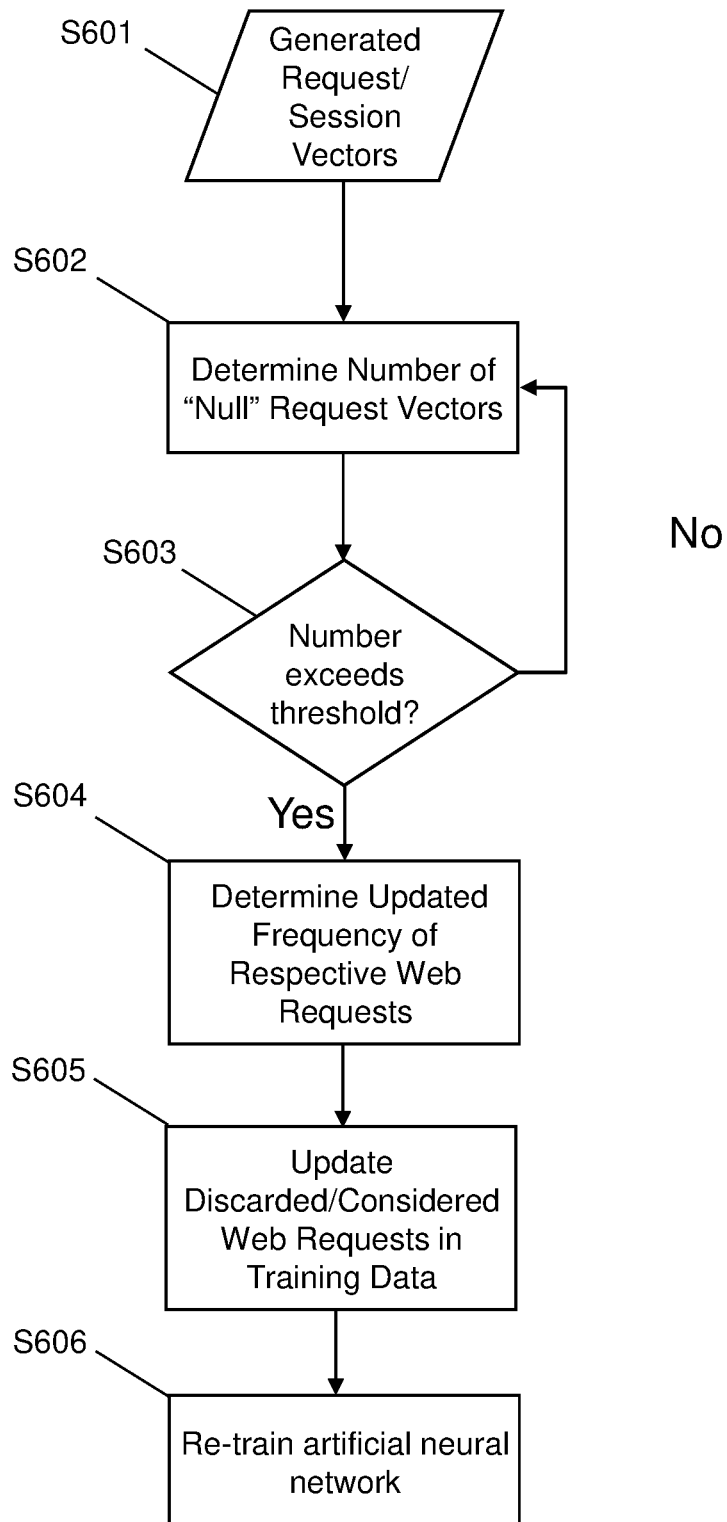 S601
Generated
Request/
Session
Vectors
S602
Determine Number of
“Null” Request Vectors
No
S603
Number
exceeds
threshold?
S604
Yes
Determine Updated
Frequency of
Respective Web
Requests
S605
Update
Discarded/Considered
Web Requests in
Training Data
S606
Re-train artificial neural
network